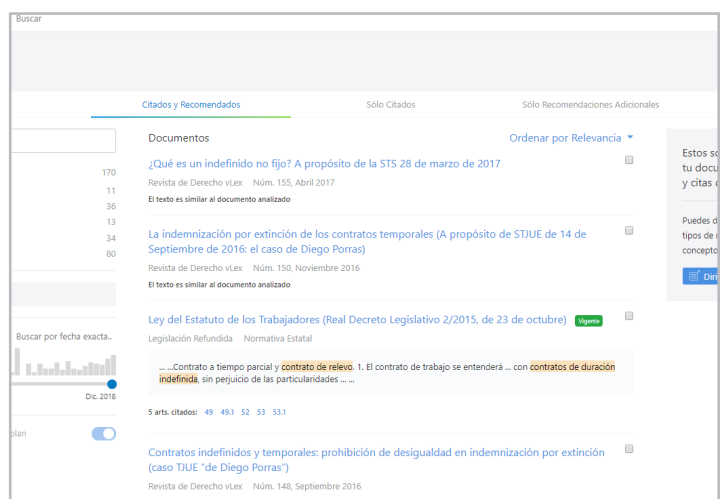 Buscar
Citados y Recomendados
Sólo Citados
Sólo Recomendaciones Adicionales
170
11
36
13
34
80
Buscar por fecha exacta..
Dic. 2018
plan
Documentos
Ordenar por Relevancia
¿Qué es un indefinido no fijo? A propósito de la STS 28 de marzo de 2017
Revista de Derecho vLex Núm. 155, Abril 2017
El texto es similar al documento analizado
La indemnización por extinción de los contratos temporales (A propósito de STJUE de 14 de
Septiembre de 2016: el caso de Diego Porras)
Revista de Derecho vLex Núm. 150, Noviembre 2016
El texto es similar al documento analizado
Ley del Estatuto de los Trabajadores (Real Decreto Legislativo 2/2015, de 23 de octubre) Vigente
Legislación Refundida Normativa Estatal
... ...Contrato a tiempo parcial y contrato de relevo. 1. El contrato de trabajo se entenderá ... con contratos de duración
indefinida, sin perjuicio de las particularidades ... ...
5 arts. citados: 49 49.1 52 53 53.1
Contratos indefinidos y temporales: prohibición de desigualdad en indemnización por extinción
(caso TJUE "de Diego Porras")
Revista de Derecho vLex Núm. 148, Septiembre 2016
Estos so
tu docu
y citas
Puedes d
tipos de
concepto
Diri